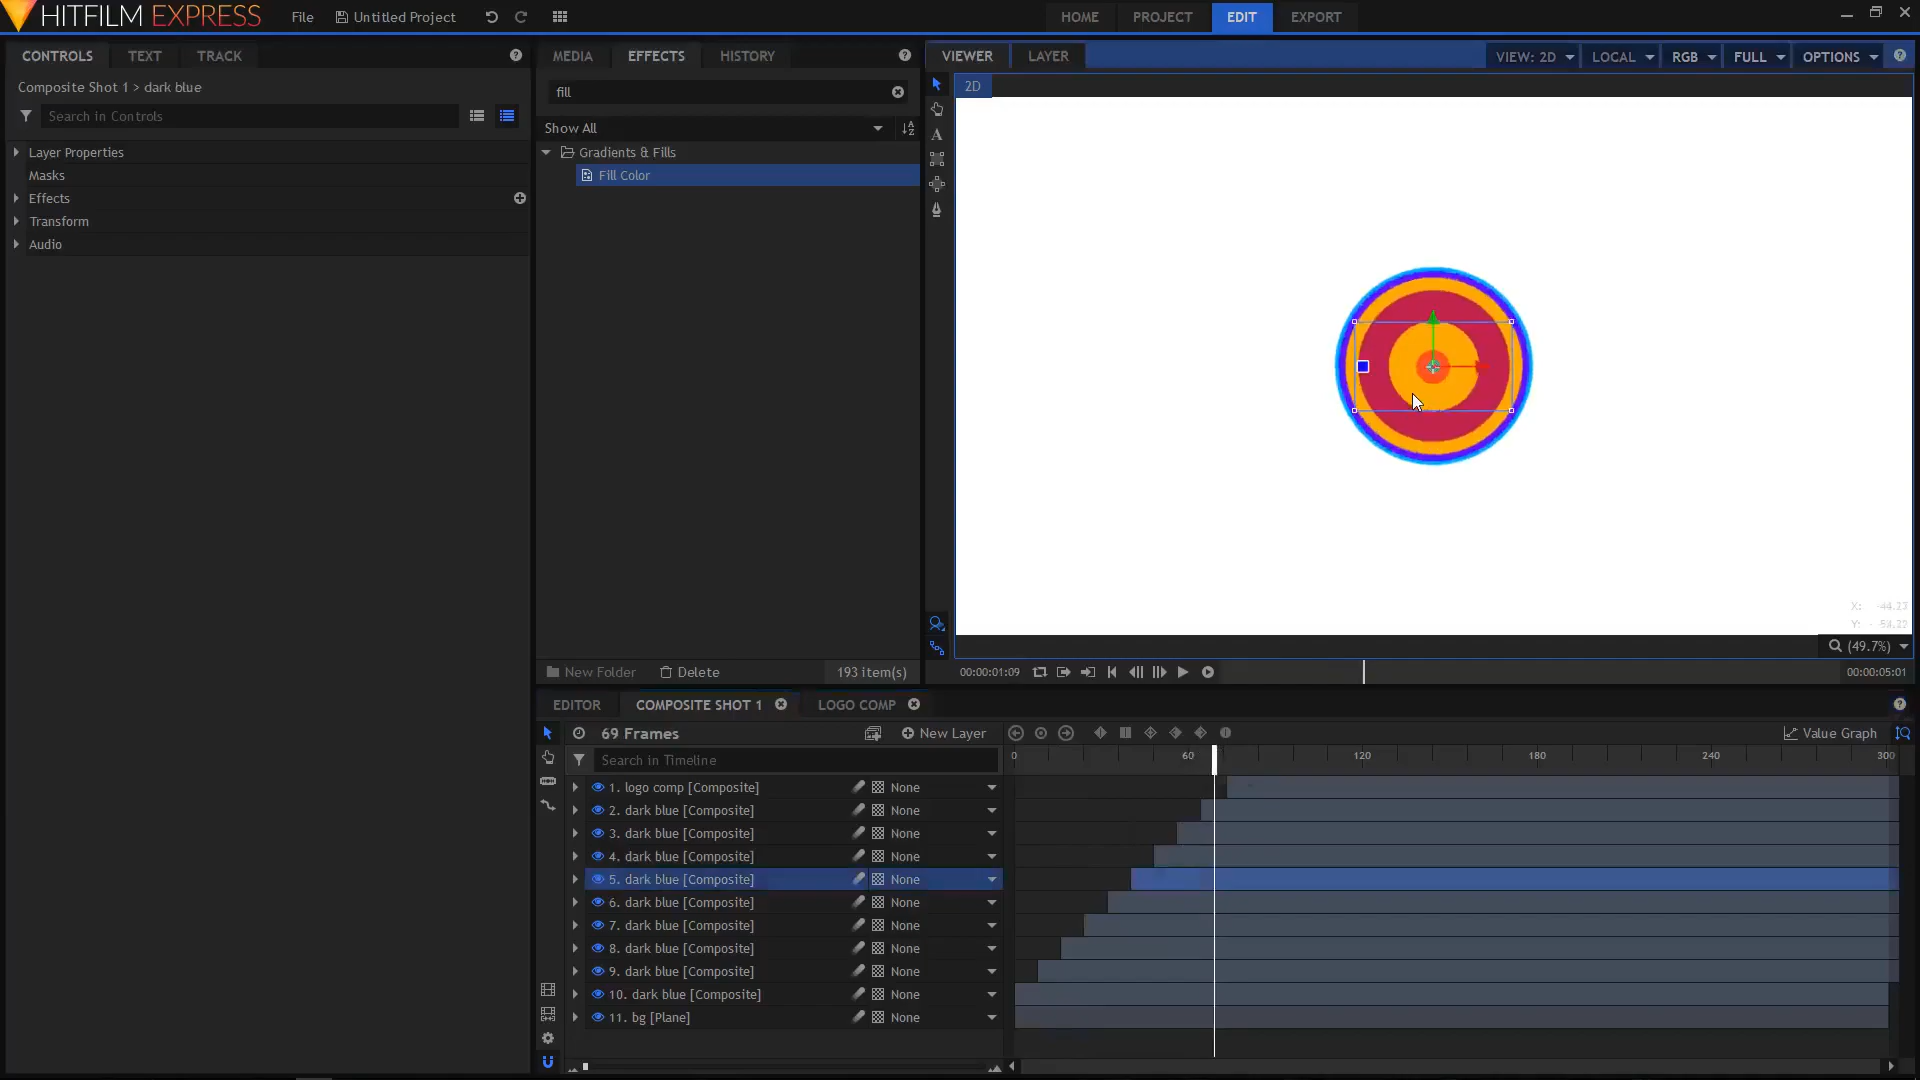 HITFILM EXPRESS
File
Untitled Project
HOME
PROJECT
EDIT
EXPORT
CONTROLS
TEXT
TRACK
MEDIA
EFFECTS
HISTORY
VIEWER
LAYER
VIEW: 2D
LOCAL
RGB
FULL
OPTIONS
Composite Shot 1 > dark blue
fill
2D
Search in Controls
Show All
Layer Properties
Gradients & Fills
Masks
Fill Color
Effects
Transform
Audio
(49.7%)
New Folder
Delete
193 item(s)
00:00:01:09
00:00:05:01
EDITOR
COMPOSITE SHOT 1
LOGO COMP
69 Frames
New Layer
Value Graph
Search in Timeline
0
60
120
180
240
300
1. logo comp [Composite] None
2. dark blue [Composite] None
3. dark blue [Composite] None
4. dark blue [Composite] None
5. dark blue [Composite] None
6. dark blue [Composite] None
7. dark blue [Composite] None
8. dark blue [Composite] None
9. dark blue [Composite] None
10. dark blue [Composite] None
11. bg [Plane] None